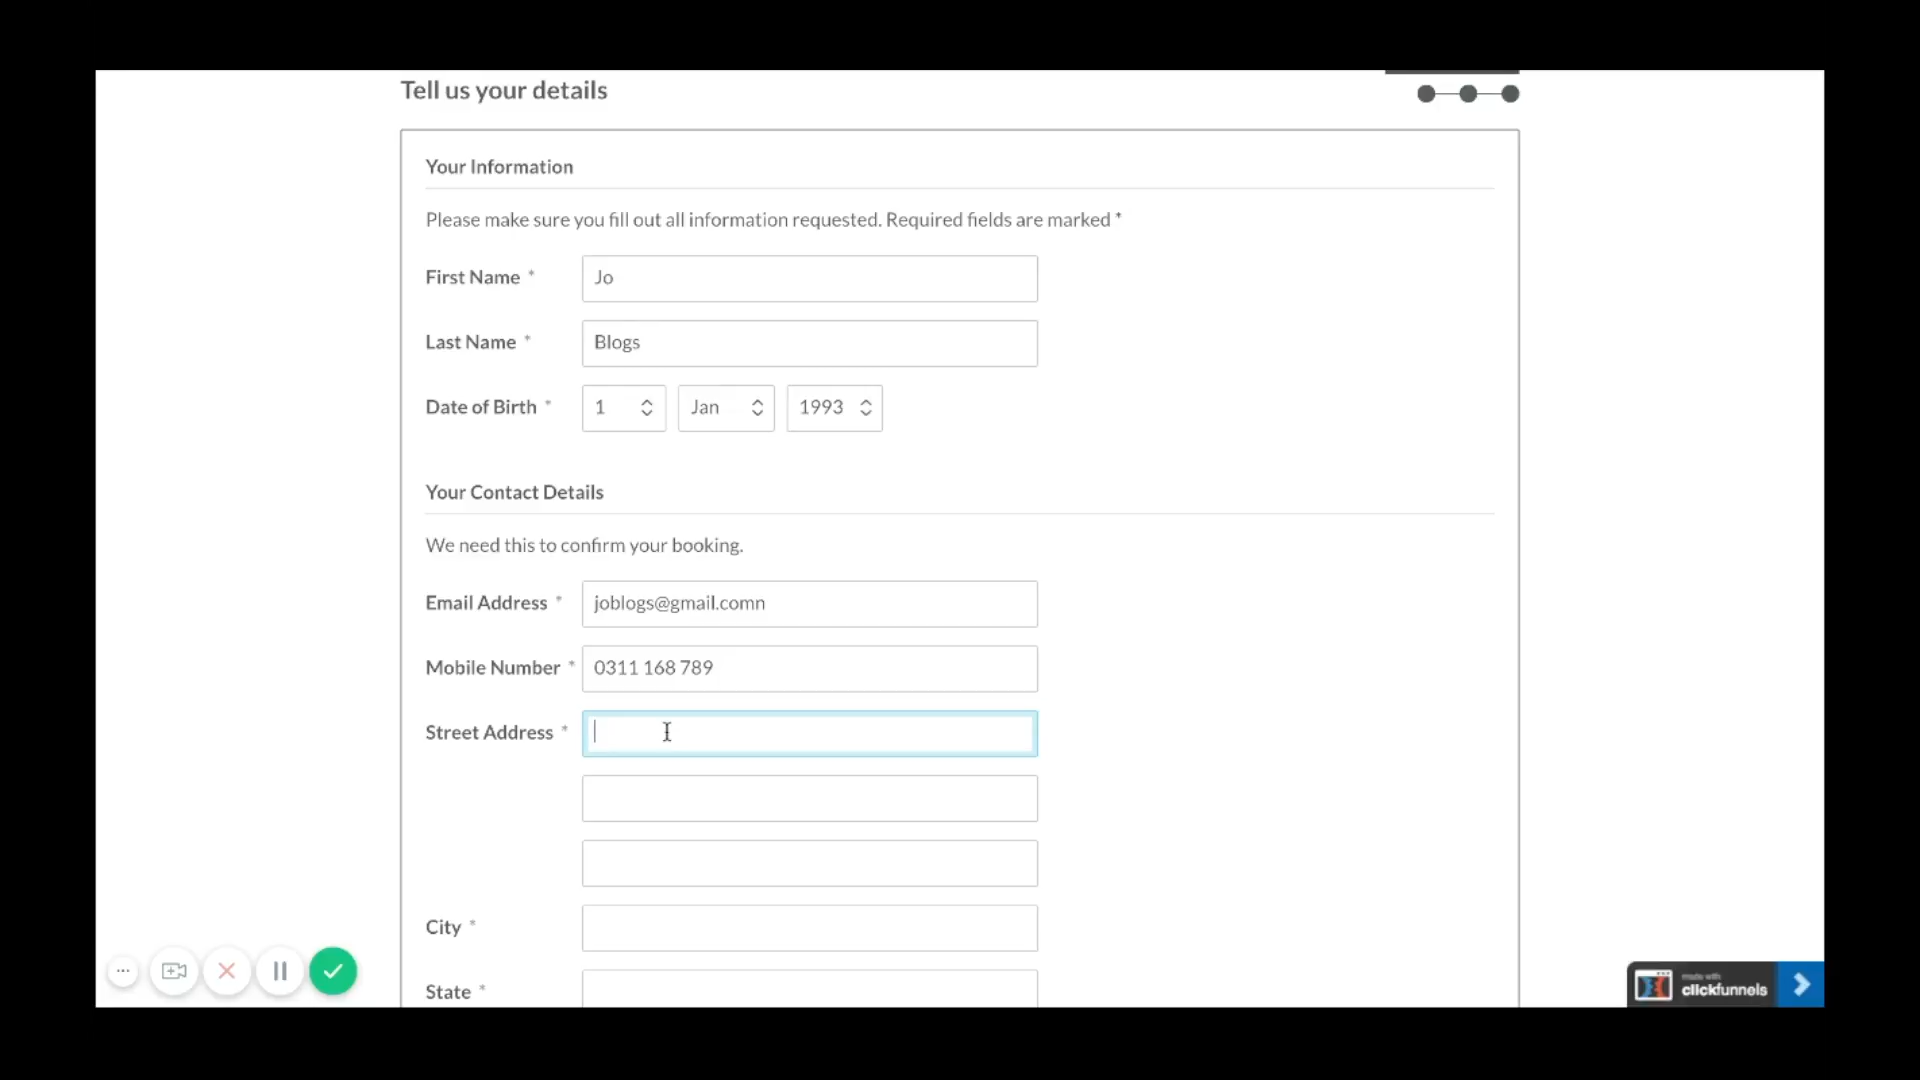 Tell us your details
Your Information
Please make sure you fill out all information requested. Required fields are marked *
First Name * Jo
Last Name * Blogs
Date of Birth * 1 Jan 1993
Your Contact Details
We need this to confirm your booking.
Email Address * joblogs@gmail.comn
Mobile Number * 0311 168 789
Street Address *
City *
State *
made with
clickfunnels